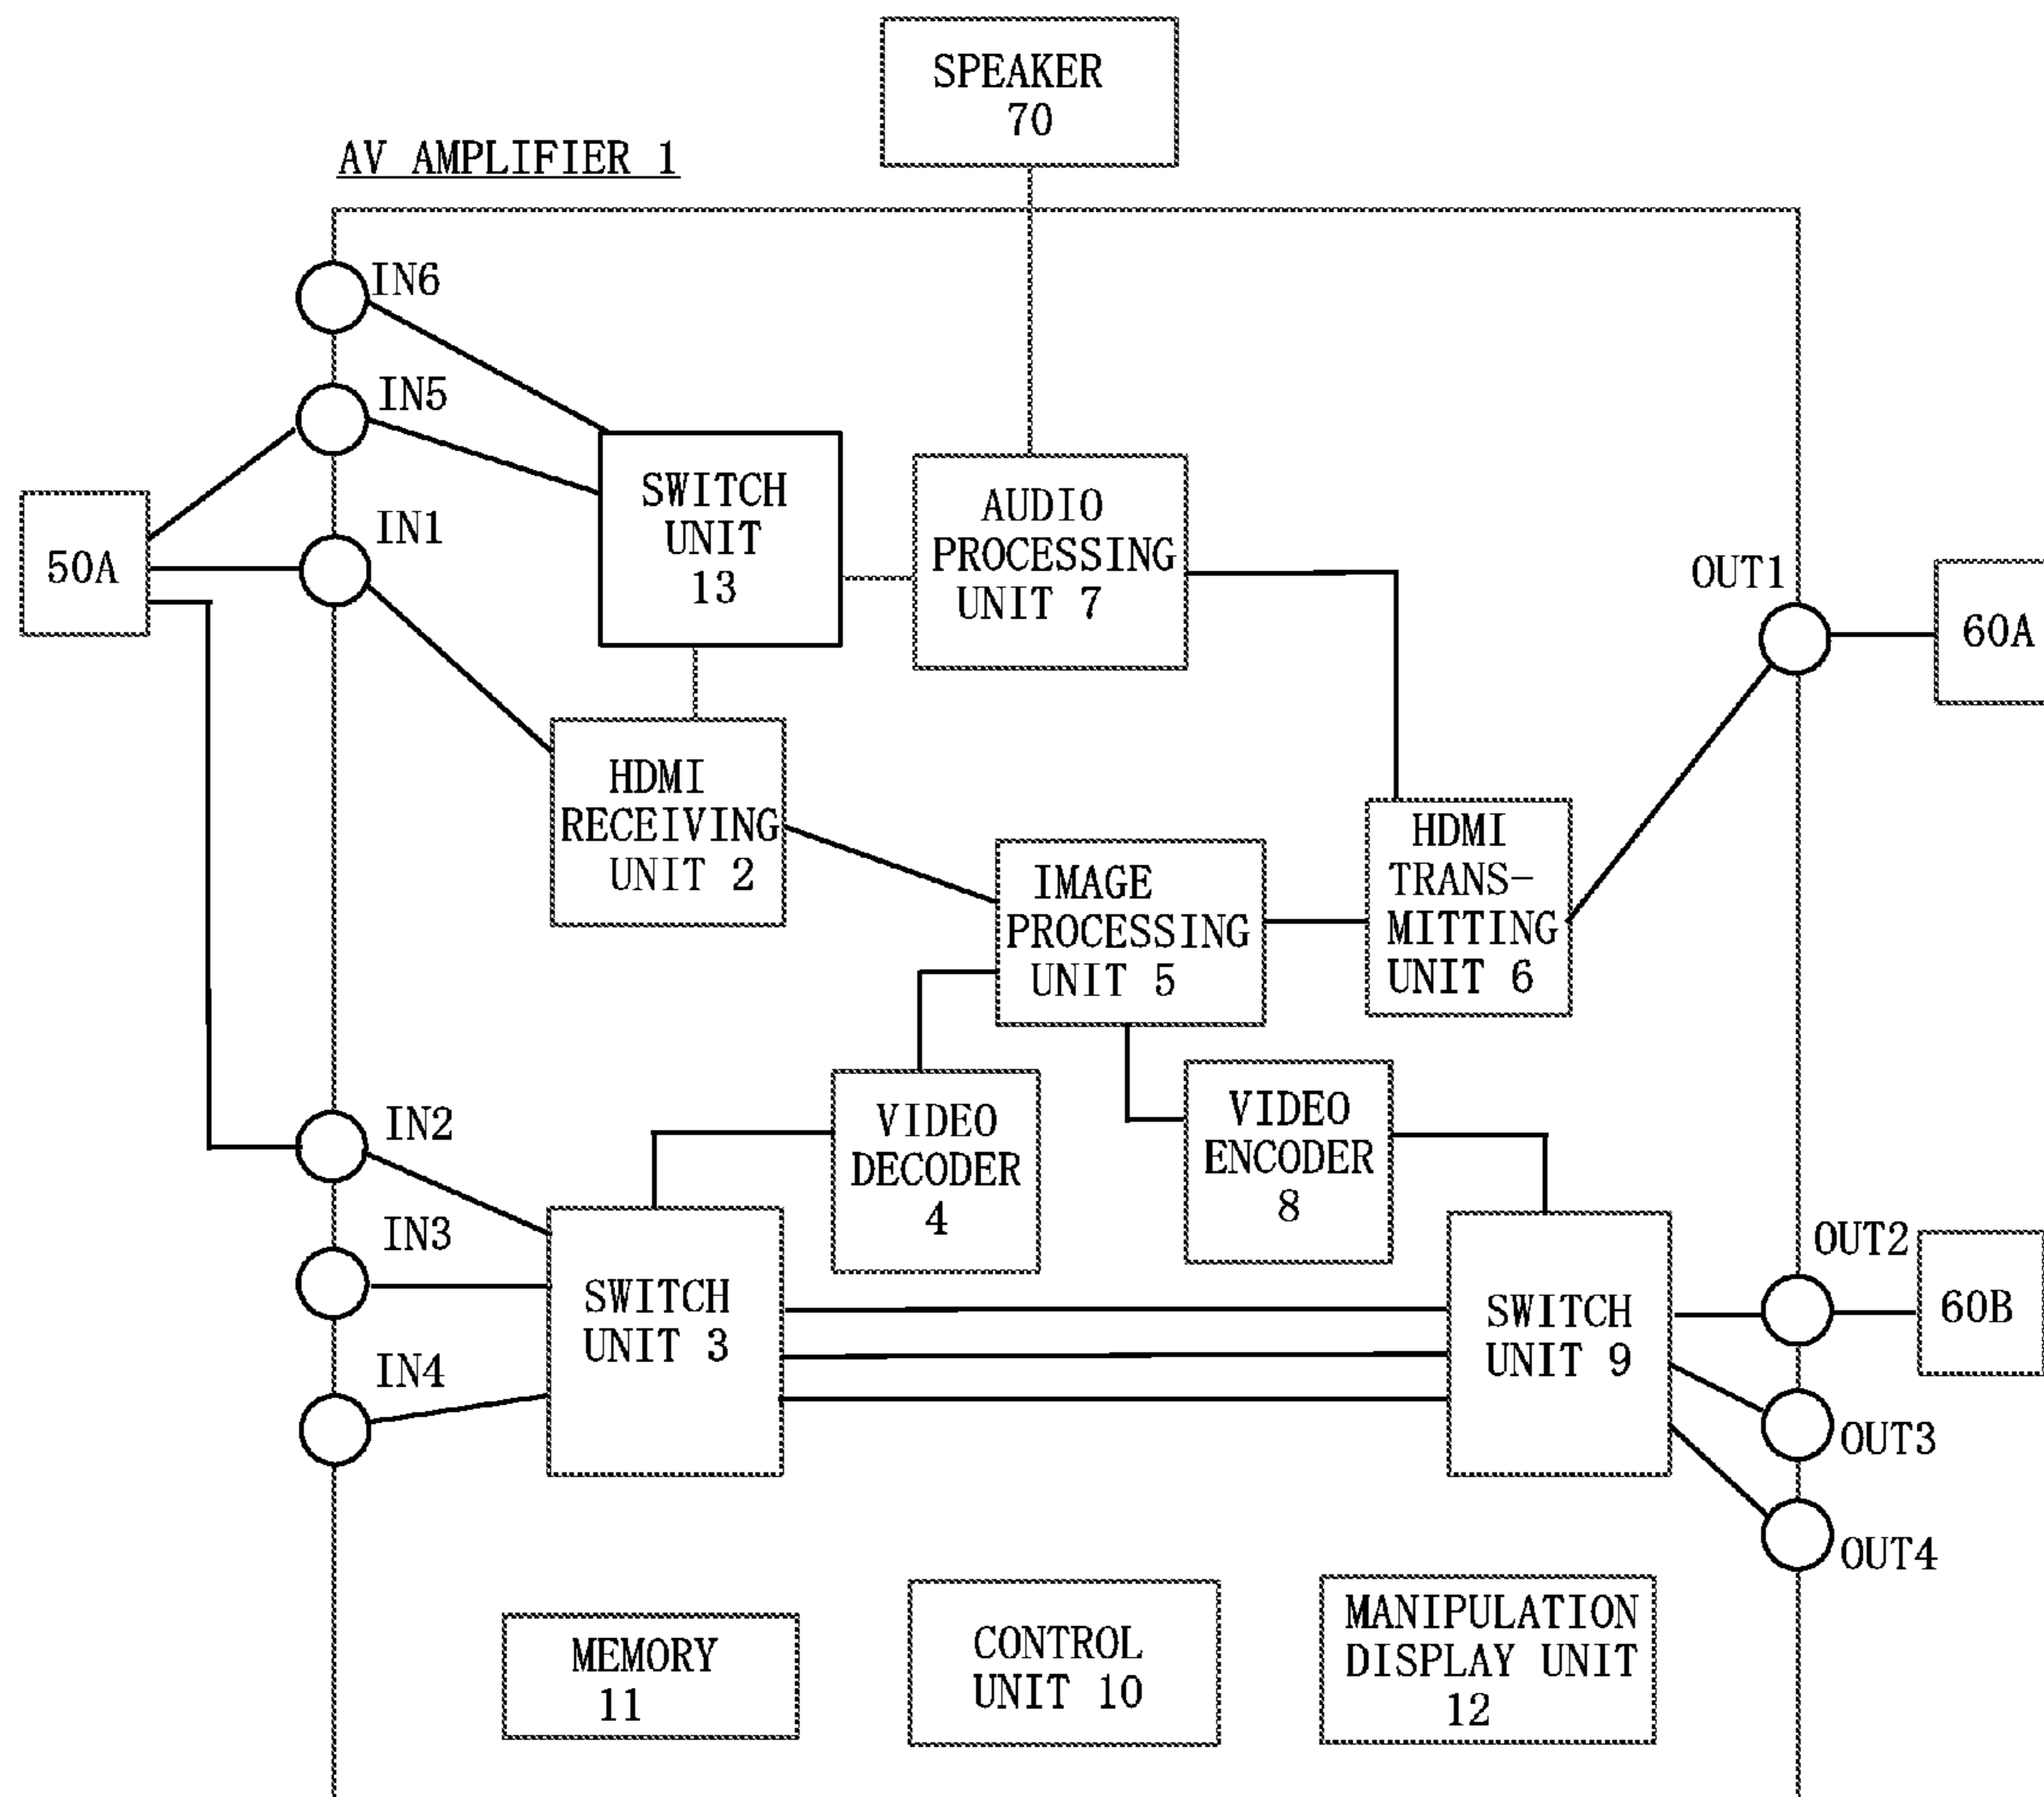 SPEAKER
70
AV AMPLIFIER 1
IN6
IN5
IN1
50A
SWITCH
UNIT
13
AUDIO
PROCESSING
UNIT 7
OUT1
60A
HDMI
RECEIVING
UNIT 2
IMAGE
PROCESSING
UNIT 5
HDMI
TRANS-
MITTING
UNIT 6
IN2
IN3
IN4
VIDEO
DECODER
4
VIDEO
ENCODER
8
SWITCH
UNIT 3
SWITCH
UNIT 9
OUT2
60B
OUT3
OUT4
MEMORY
11
CONTROL
UNIT 10
MANIPULATION
DISPLAY UNIT
12